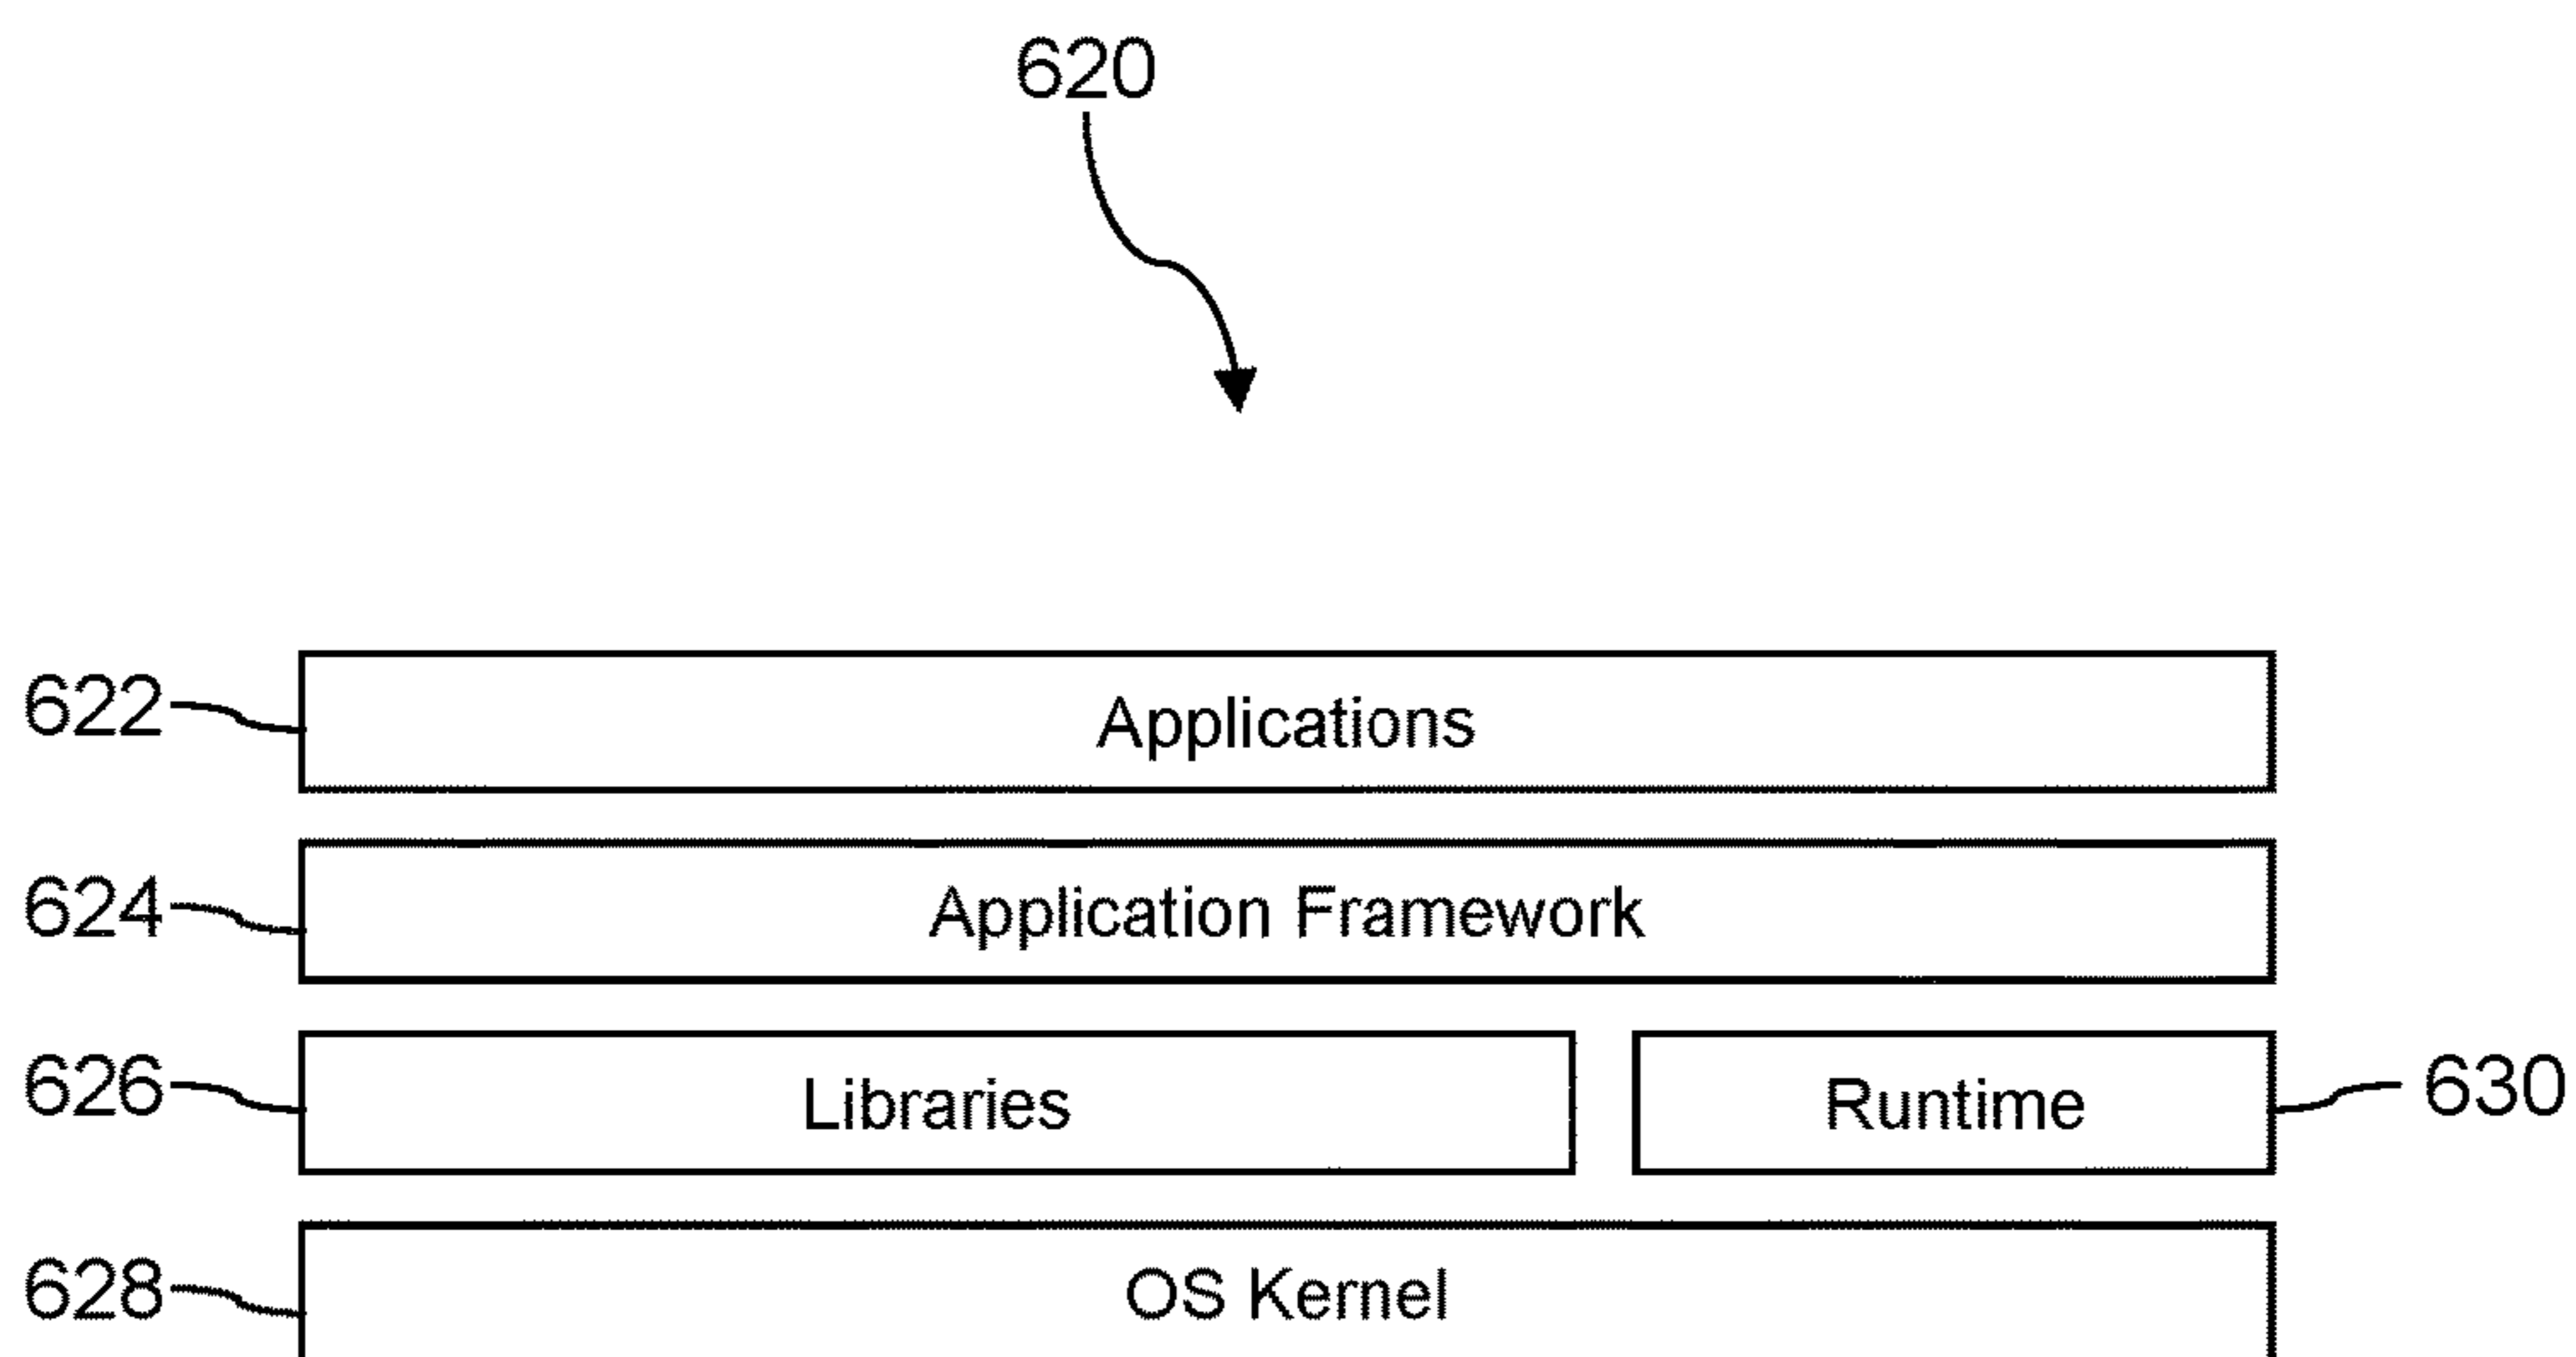 620
622 Applications
624 Application Framework
626 Libraries Runtime 630
628 OS Kernel